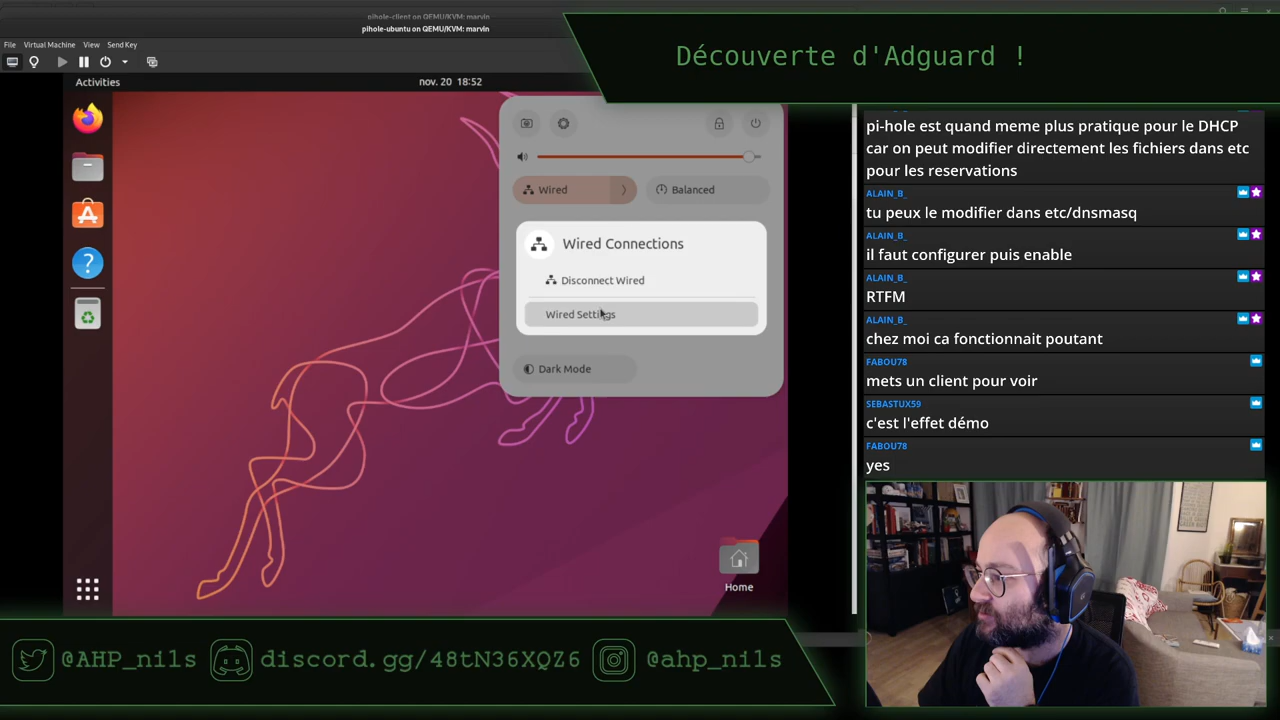 pihole-client on QEMU/KVM: marvin
pihole-ubuntu on QEMU/KVM: marvin
File Virtual Machine View Send Key
Découverte d'Adguard !
Activities
nov. 20 18:52
Wired
Balanced
Wired Connections
Disconnect Wired
Wired Settings
Dark Mode
Home
pi-hole est quand meme plus pratique pour le DHCP
car on peut modifier directement les fichiers dans etc
pour les reservations
ALAIN_B_
tu peux le modifier dans etc/dnsmasq
ALAIN_B_
il faut configurer puis enable
ALAIN_B_
RTFM
ALAIN_B_
chez moi ca fonctionnait poutant
FABOU78
mets un client pour voir
SEBASTUX59
c'est l'effet démo
FABOU78
yes
@AHP_nils
discord.gg/48tN36XQZ6
@ahp_nils